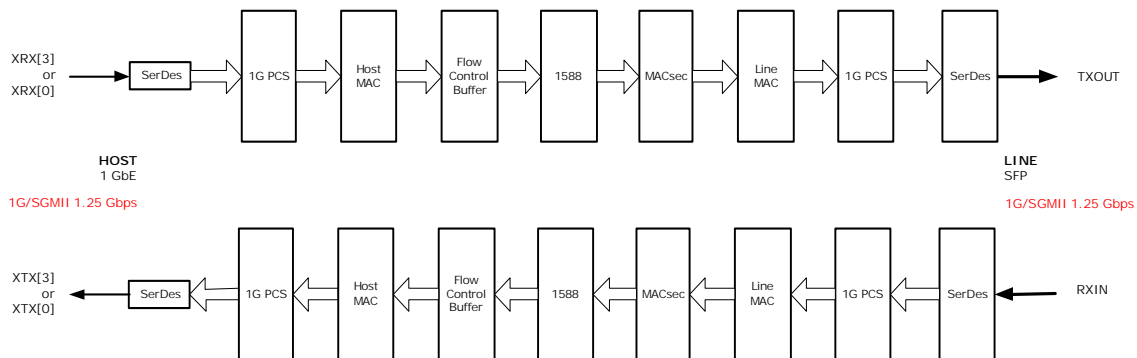 XRX[3]
or
XRX[0]
SerDes
1G PCS
Host
MAC
Flow
Control
Buffer
1588
MACsec
Line
MAC
1G PCS
SerDes
TXOUT
HOST
1 GbE
1G/SGMII 1.25 Gbps
LINE
SFP
1G/SGMII 1.25 Gbps
XTX[3]
or
XTX[0]
SerDes
1G PCS
Host
MAC
Flow
Control
Buffer
1588
MACsec
Line
MAC
1G PCS
SerDes
RXIN